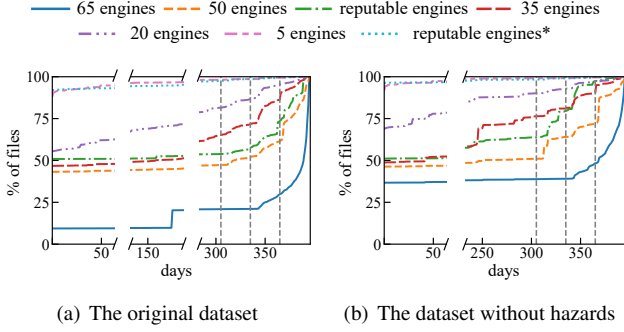 65 engines 50 engines reputable engines 35 engines
20 engines 5 engines reputable engines*
100
75
50
25
0
% of files
50 150 300 350
days
100
75
50
25
0
% of files
0 50 250 300 350
days
(a) The original dataset (b) The dataset without hazards